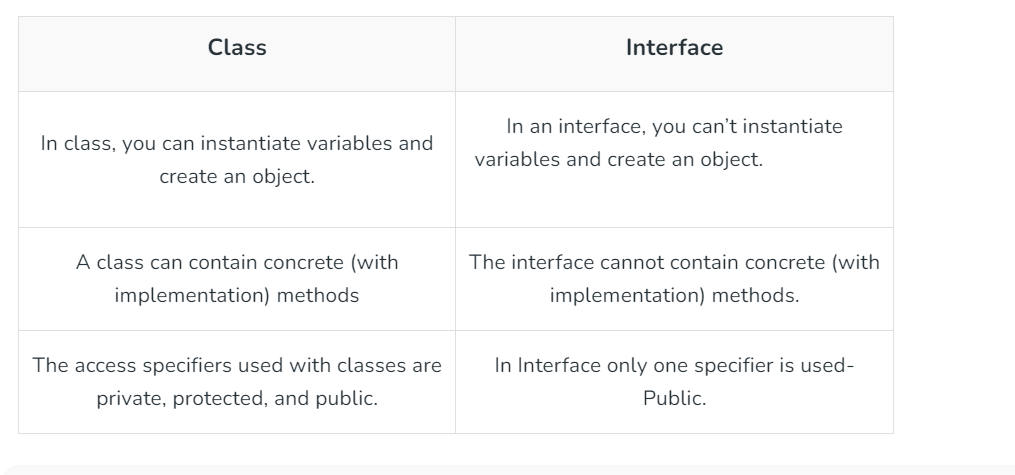 Class
Interface
In class, you can instantiate variables and
create an object.
In an interface, you can’t instantiate
variables and create an object.
A class can contain concrete (with
implementation) methods
The interface cannot contain concrete (with
implementation) methods.
The access specifiers used with classes are
private, protected, and public.
In Interface only one specifier is used-
Public.